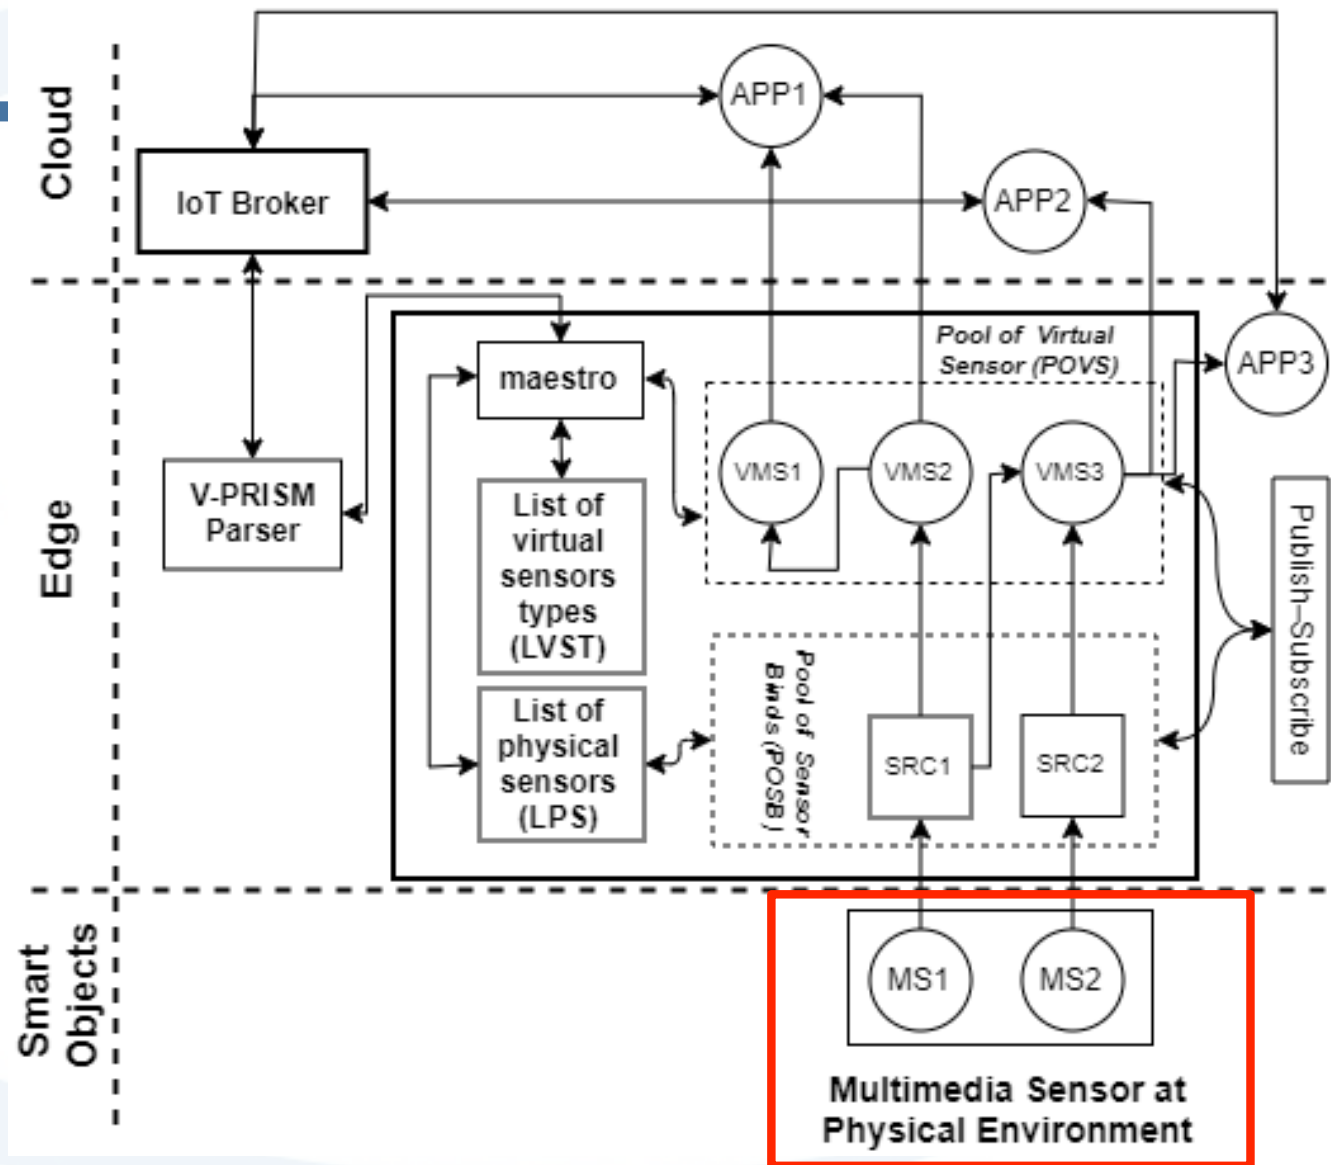 Cloud
APP1
IoT Broker
APP2
Edge
Pool of Virtual
Sensor (POVS)
APP3
maestro
V-PRISM
Parser
List of
virtual
sensors
types
(LVST)
VMS1
VMS2
VMS3
Publish-Subscribe
List of
physical
sensors
(LPS)
Pool of Sensor
Binds (POSB)
SRC1
SRC2
Smart
Objects
MS1
MS2
Multimedia Sensor at
Physical Environment